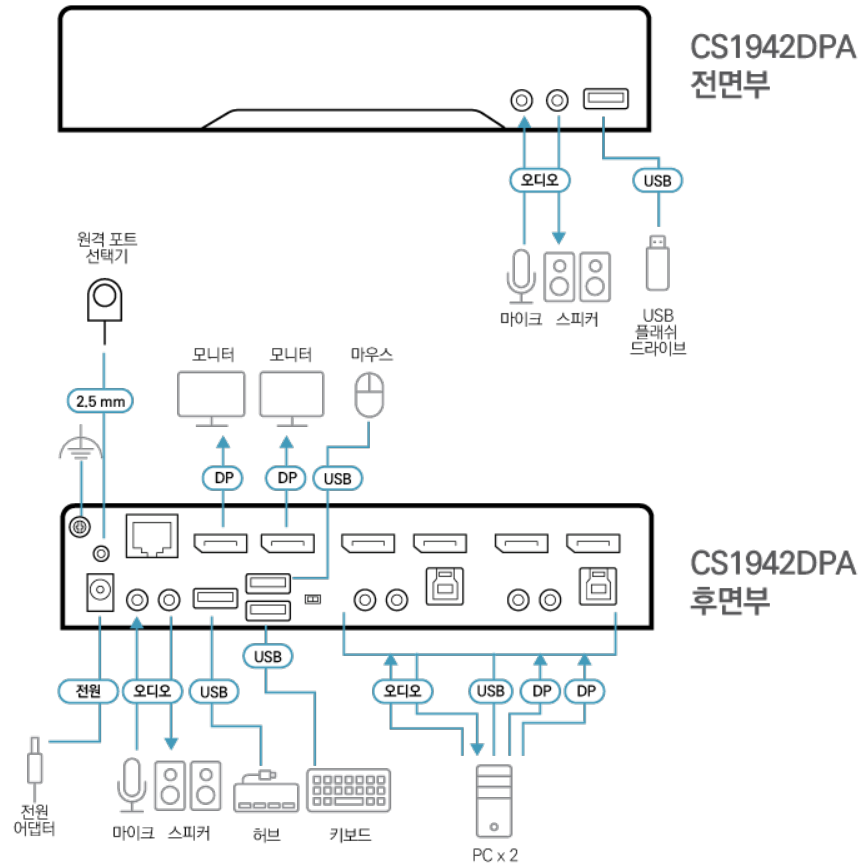 CS1942DPA
전면부
오디오
USB
마이크
스피커
USB
플래쉬
드라이브
원격 포트
선택기
2.5 mm
모니터
모니터
마우스
DP
DP
USB
CS1942DPA
후면부
USB
전원
오디오
USB
오디오
USB
DP
DP
전원
어댑터
마이크
스피커
허브
키보드
PC x 2